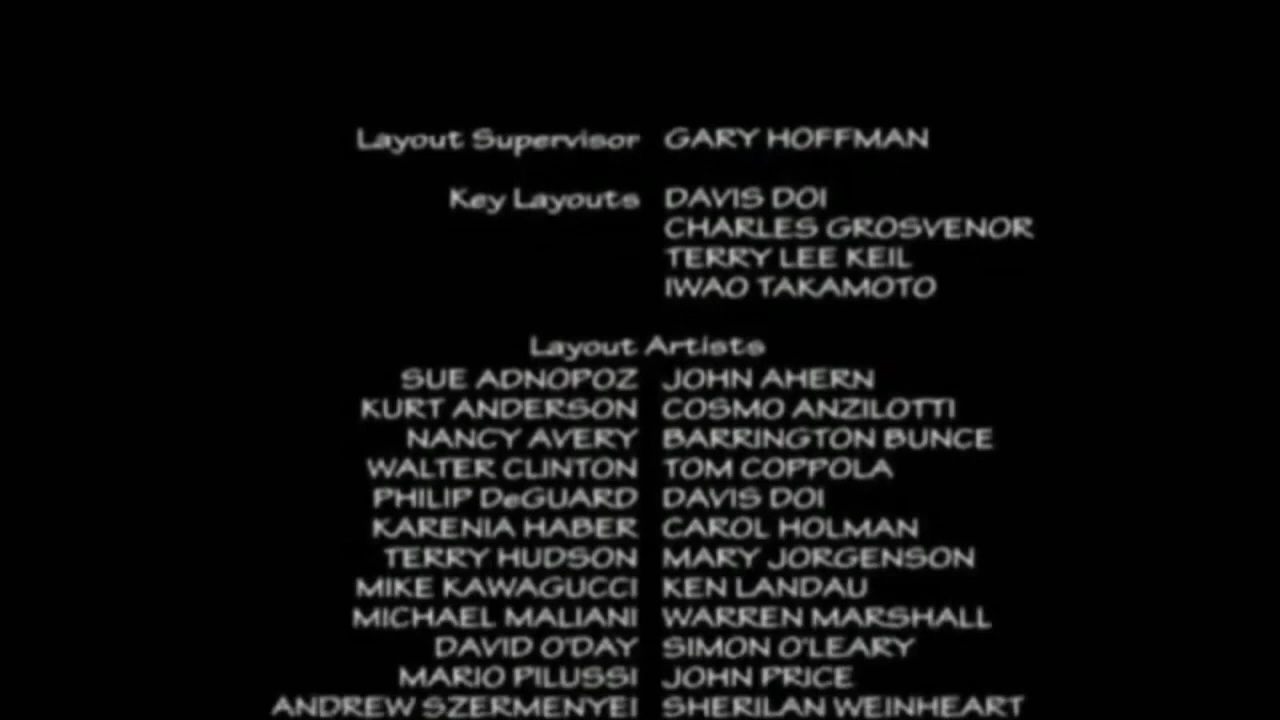 Layout Supervisor GARY HOFFMAN
Key Layouts DAVIS DOI
CHARLES GROSVENOR
TERRY LEE KEIL
IWAO TAKAMOTO
Layout Artists
SUE ADNOPOZ JOHN AHERN
KURT ANDERSON COSMO ANZILOTTI
NANCY AVERY BARRINGTON BUNCE
WALTER CLINTON TOM COPPOLA
PHILIP DeGUARD DAVIS DOI
KARENIA HABER CAROL HOLMAN
TERRY HUDSON MARY JORGENSON
MIKE KAWAGUCCI KEN LANDAU
MICHAEL MALIANI WARREN MARSHALL
DAVID O'DAY SIMON O'LEARY
MARIO PILUSSI JOHN PRICE
ANDREW SZERMENYEI SHERILAN WEINHEART